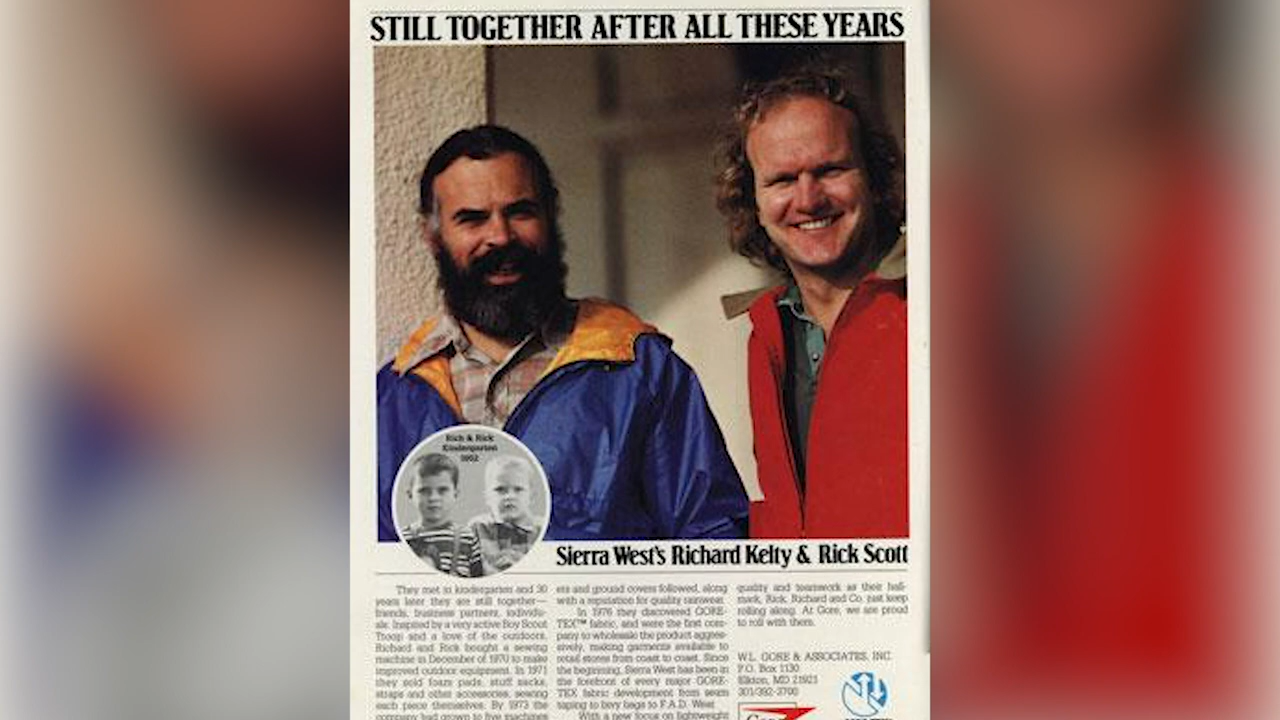 STILL TOGETHER AFTER ALL THESE YEARS
Rich & Rick
Kindergarten
1952
Sierra West's Richard Kelty & Rick Scott
They met in kindergarten and 30
years later they are still together—
friends, business partners, individu-
als. Inspired by a very active Boy Scout
Troop and a love of the outdoors,
Richard and Rick bought a sewing
machine in December of 1970 to make
improved outdoor equipment. In 1971
they sold foam pads, stuff sacks,
straps and other accessories, sewing
each piece themselves. By 1973 the
company had grown to five machines
ers and ground covers followed, along
with a reputation for quality rainwear.
In 1976 they discovered GORE-
TEX™ fabric, and were the first com-
pany to wholesale the product aggres-
sively, making garments available to
retail stores from coast to coast. Since
the beginning, Sierra West has been in
the forefront of every major GORE-
TEX fabric development from seam
taping to bivy bags to F.A.D. West.
With a new focus on lightweight
quality and teamwork as their hall-
mark, Rick, Richard and Co. just keep
rolling along. At Gore, we are proud
to roll with them.
W.L. GORE & ASSOCIATES, INC.
P.O. Box 1130
Elkton, MD 21921
301/392-3700
Gore